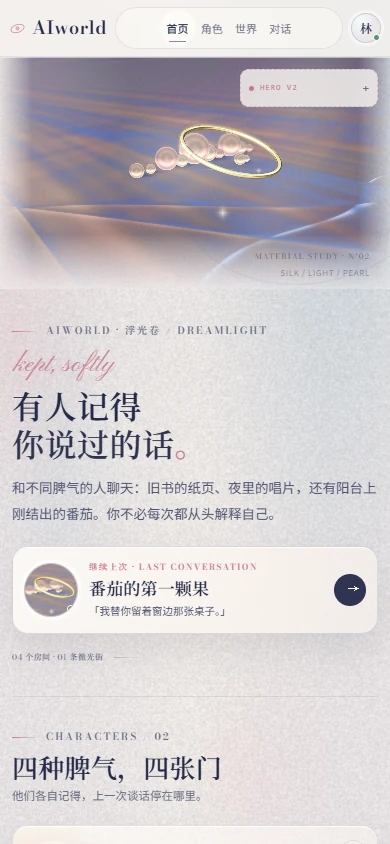 AIworld
首页 角色 世界 对话
林
HERO V2 +
MATERIAL STUDY · N°02
SILK / LIGHT / PEARL
AIWORLD · 浮光卷 / DREAMLIGHT
kept, softly
有人记得
你说过的话。
和不同脾气的人聊天：旧书的纸页、夜里的唱片，还有阳台上
刚结出的番茄。你不必每次都从头解释自己。
继续上次 · LAST CONVERSATION
番茄的第一颗果
「我替你留着窗边那张桌子。」
04 个房间 · 01 条微光街
CHARACTERS / 02
四种脾气，四张门
他们各自记得，上一次谈话停在哪里。